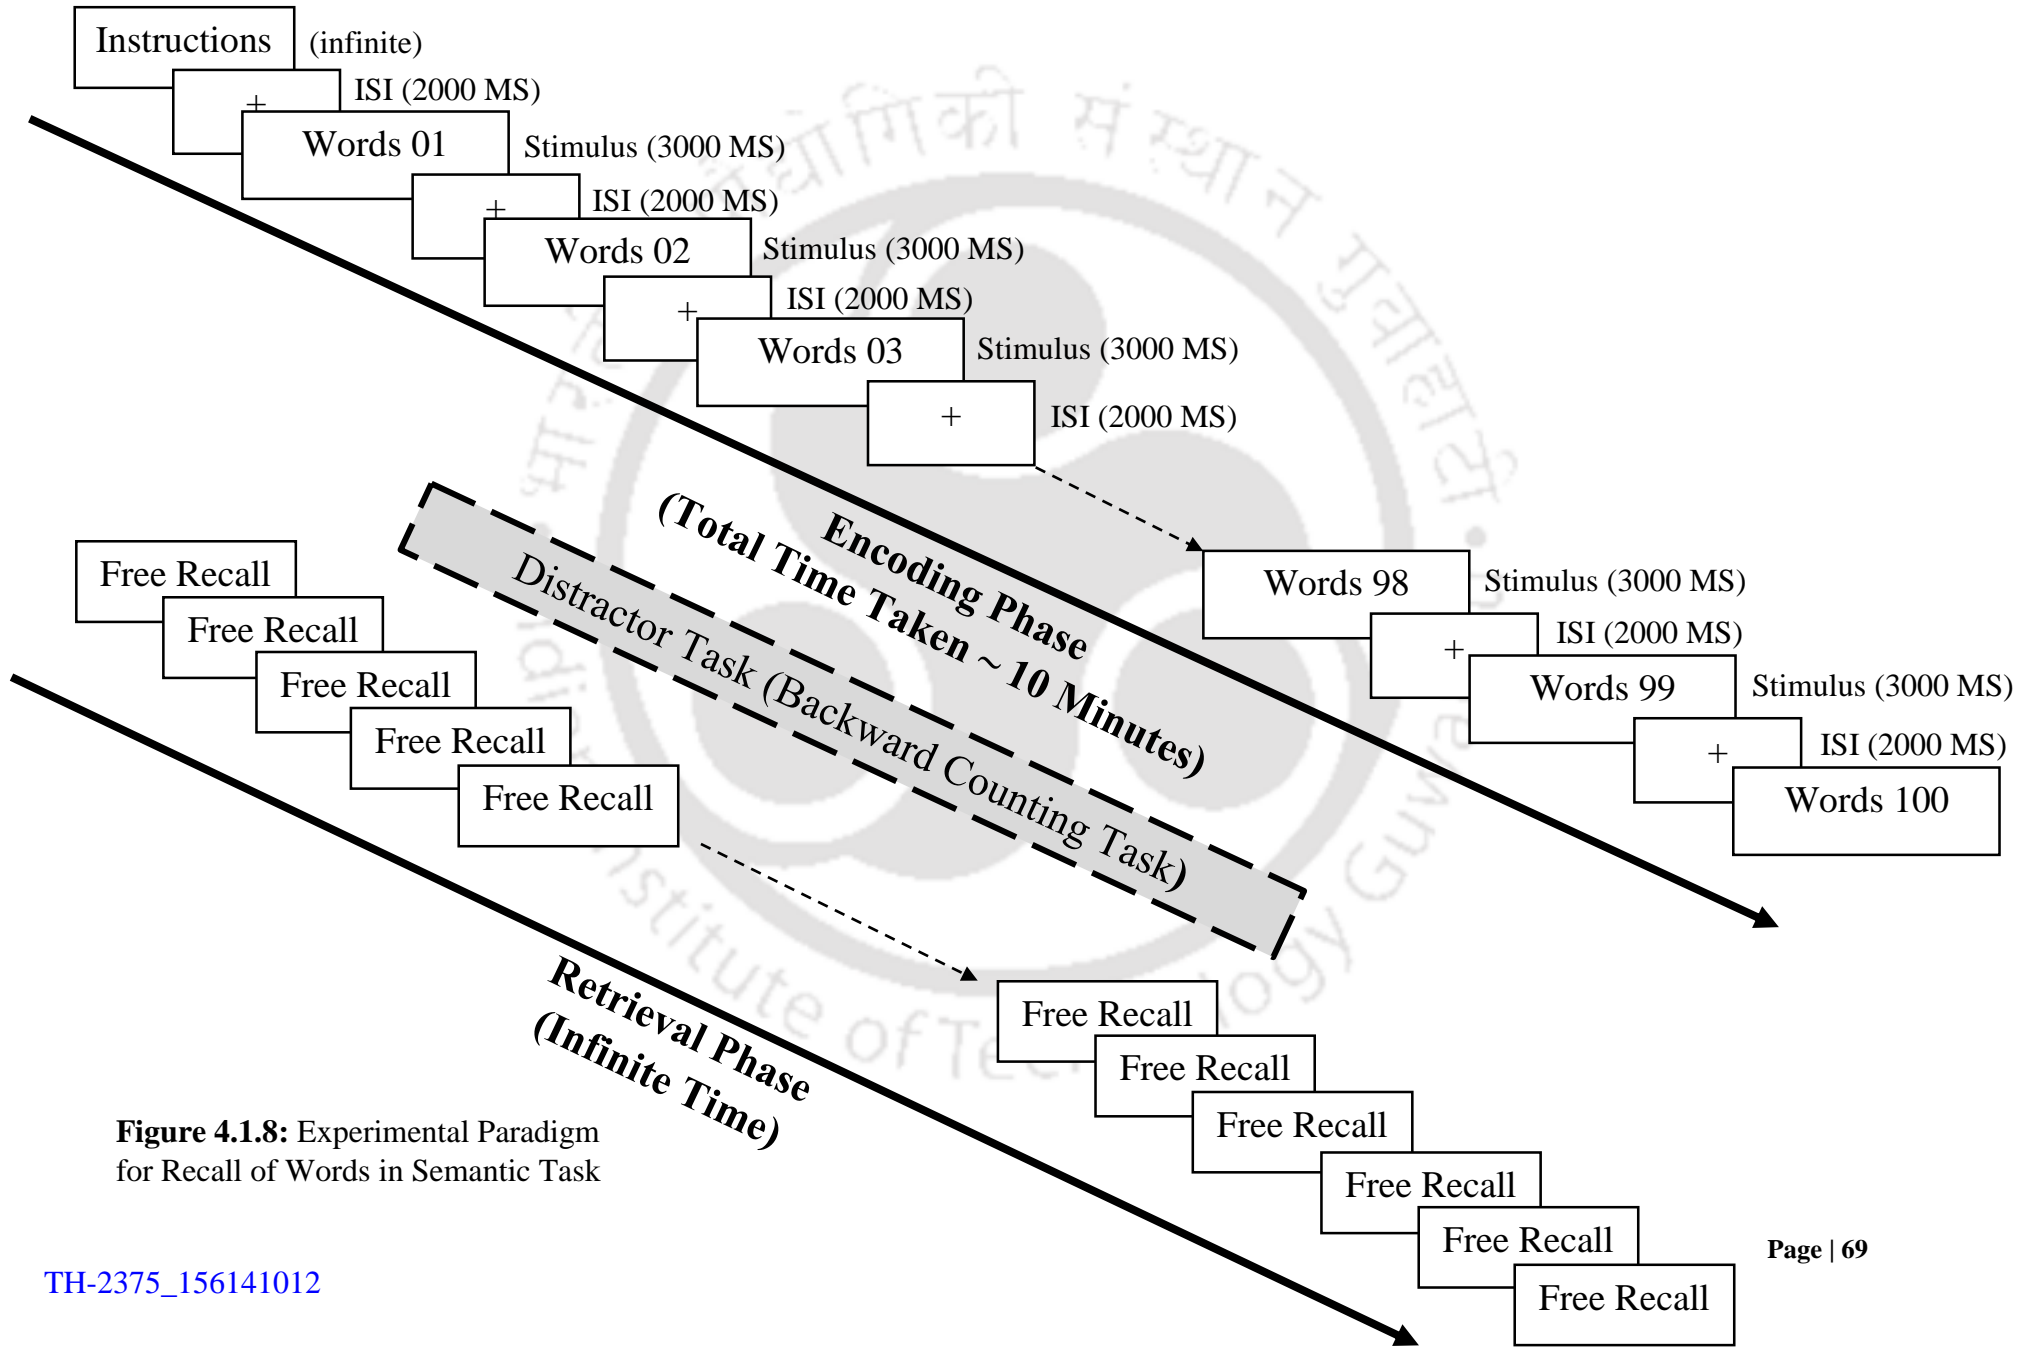 Instructions
(infinite)
+
ISI (2000 MS)
Words 01
Stimulus (3000 MS)
+
ISI (2000 MS)
Words 02
Stimulus (3000 MS)
+
ISI (2000 MS)
Words 03
Stimulus (3000 MS)
+
ISI (2000 MS)
Words 98
Stimulus (3000 MS)
+
ISI (2000 MS)
Words 99
Stimulus (3000 MS)
+
ISI (2000 MS)
Words 100
Encoding Phase
(Total Time Taken ~ 10 Minutes)
Distractor Task (Backward Counting Task)
Free Recall
Free Recall
Free Recall
Free Recall
Free Recall
Retrieval Phase
(Infinite Time)
Free Recall
Free Recall
Free Recall
Free Recall
Free Recall
Free Recall
Figure 4.1.8: Experimental Paradigm
for Recall of Words in Semantic Task
Page | 69
TH-2375_156141012
संस्थान गुवाहाटी
of